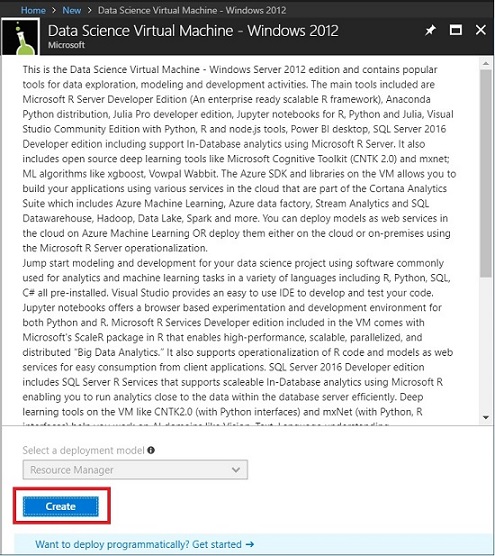 Home > New > Data Science Virtual Machine - Windows 2012
Data Science Virtual Machine - Windows 2012
Microsoft
This is the Data Science Virtual Machine - Windows Server 2012 edition and contains popular
tools for data exploration, modeling and development activities. The main tools included are
Microsoft R Server Developer Edition (An enterprise ready scalable R framework), Anaconda
Python distribution, Julia Pro developer edition, Jupyter notebooks for R, Python and Julia, Visual
Studio Community Edition with Python, R and node.js tools, Power BI desktop, SQL Server 2016
Developer edition including support In-Database analytics using Microsoft R Server. It also
includes open source deep learning tools like Microsoft Cognitive Toolkit (CNTK 2.0) and mxnet;
ML algorithms like xgboost, Vowpal Wabbit. The Azure SDK and libraries on the VM allows you to
build your applications using various services in the cloud that are part of the Cortana Analytics
Suite which includes Azure Machine Learning, Azure data factory, Stream Analytics and SQL
Datawarehouse, Hadoop, Data Lake, Spark and more. You can deploy models as web services
in the cloud on Azure Machine Learning OR deploy them either on the cloud or on-premises using
the Microsoft R Server operationalization.
Jump start modeling and development for your data science project using software commonly
used for analytics and machine learning tasks in a variety of languages including R, Python, SQL,
C# all pre-installed. Visual Studio provides an easy to use IDE to develop and test your code.
Jupyter notebooks offers a browser based experimentation and development environment for
both Python and R. Microsoft R Services Developer edition included in the VM comes with
Microsoft's ScaleR package in R that enables high-performance, scalable, parallelized, and
distributed "Big Data Analytics." It also supports operationalization of R code and models as web
services for easy consumption from client applications. SQL Server 2016 Developer edition
includes SQL Server R Services that supports scaleable In-Database analytics using Microsoft R
enabling you to run analytics close to the data within the database server efficiently. Deep
learning tools on the VM like CNTK2.0 (with Python interfaces) and mxNet (with Python, R
interfaces) help you work on AI domains like Vision, Text, Language understanding
Select a deployment model
Resource Manager
Create
Want to deploy programmatically? Get started →